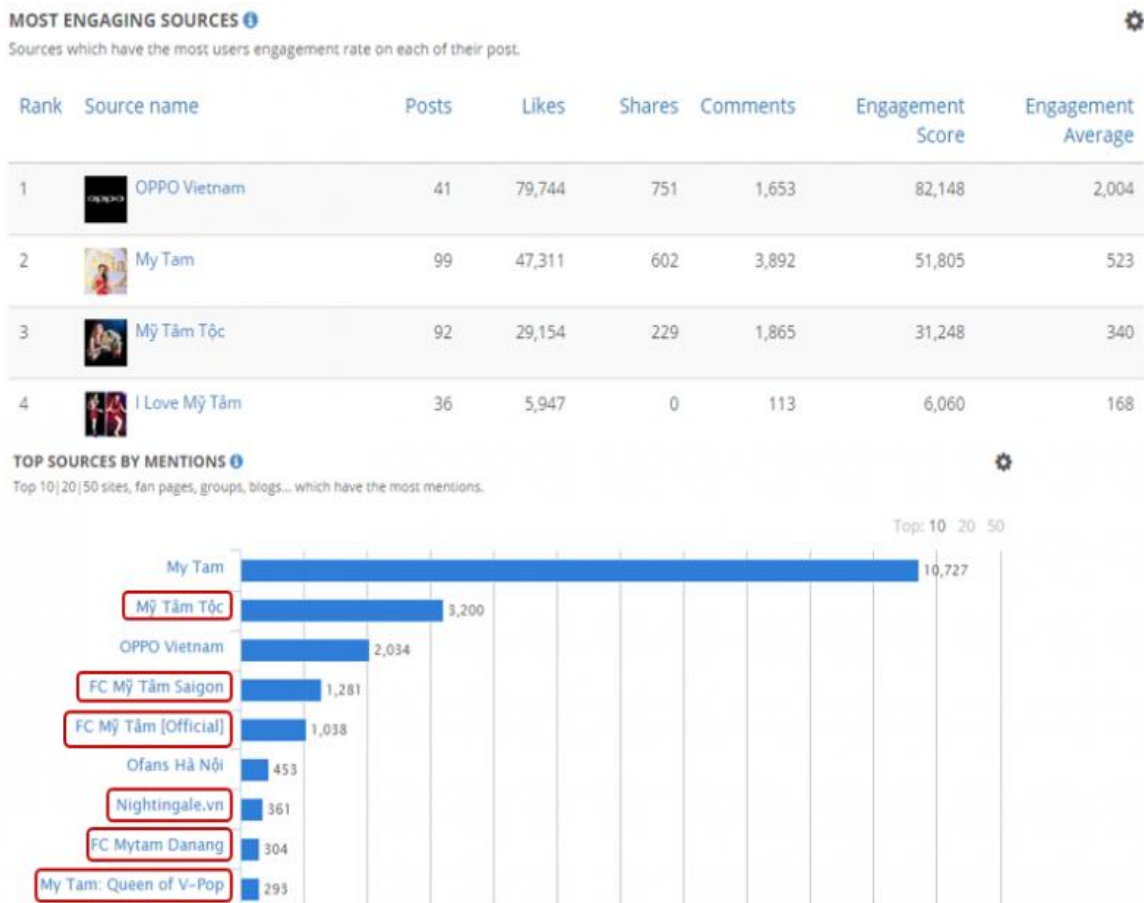 MOST ENGAGING SOURCES
Sources which have the most users engagement rate on each of their post.
Rank Source name Posts Likes Shares Comments Engagement Score Engagement Average
1 OPPO Vietnam 41 79,744 751 1,653 82,148 2,004
2 My Tam 99 47,311 602 3,892 51,805 523
3 Mỹ Tâm Tộc 92 29,154 229 1,865 31,248 340
4 I Love Mỹ Tâm 36 5,947 0 113 6,060 168
TOP SOURCES BY MENTIONS
Top 10|20|50 sites, fan pages, groups, blogs... which have the most mentions.
Top: 10 20 50
My Tam 10,727
Mỹ Tâm Tộc 3,200
OPPO Vietnam 2,034
FC Mỹ Tâm Saigon 1,281
FC Mỹ Tâm [Official] 1,038
Ofans Hà Nội 453
Nightingale.vn 361
FC Mytam Danang 304
My Tam: Queen of V-Pop 293